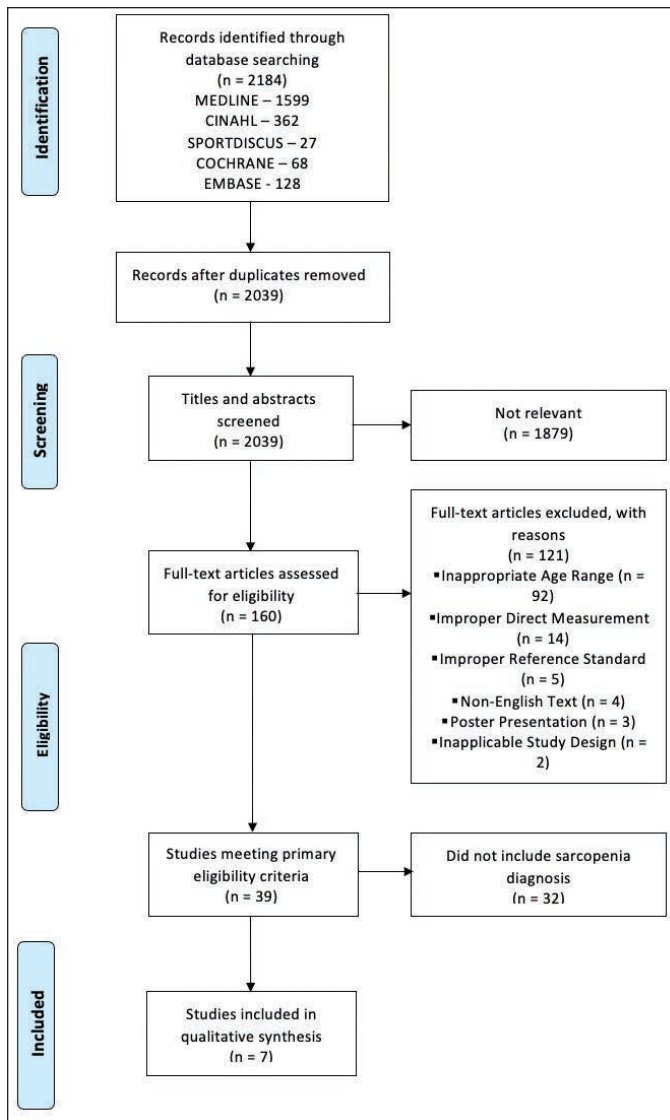 Identification
Records identified through
database searching
(n = 2184)
MEDLINE – 1599
CINAHL – 362
SPORTDISCUS – 27
COCHRANE – 68
EMBASE - 128
Records after duplicates removed
(n = 2039)
Screening
Titles and abstracts
screened
(n = 2039)
Not relevant
(n = 1879)
Eligibility
Full-text articles assessed
for eligibility
(n = 160)
Full-text articles excluded, with
reasons
(n = 121)
▪Inappropriate Age Range (n =
92)
▪Improper Direct Measurement
(n = 14)
▪Improper Reference Standard
(n = 5)
▪Non-English Text (n = 4)
▪Poster Presentation (n = 3)
▪Inapplicable Study Design (n =
2)
Studies meeting primary
eligibility criteria
(n = 39)
Did not include sarcopenia
diagnosis
(n = 32)
Included
Studies included in
qualitative synthesis
(n = 7)